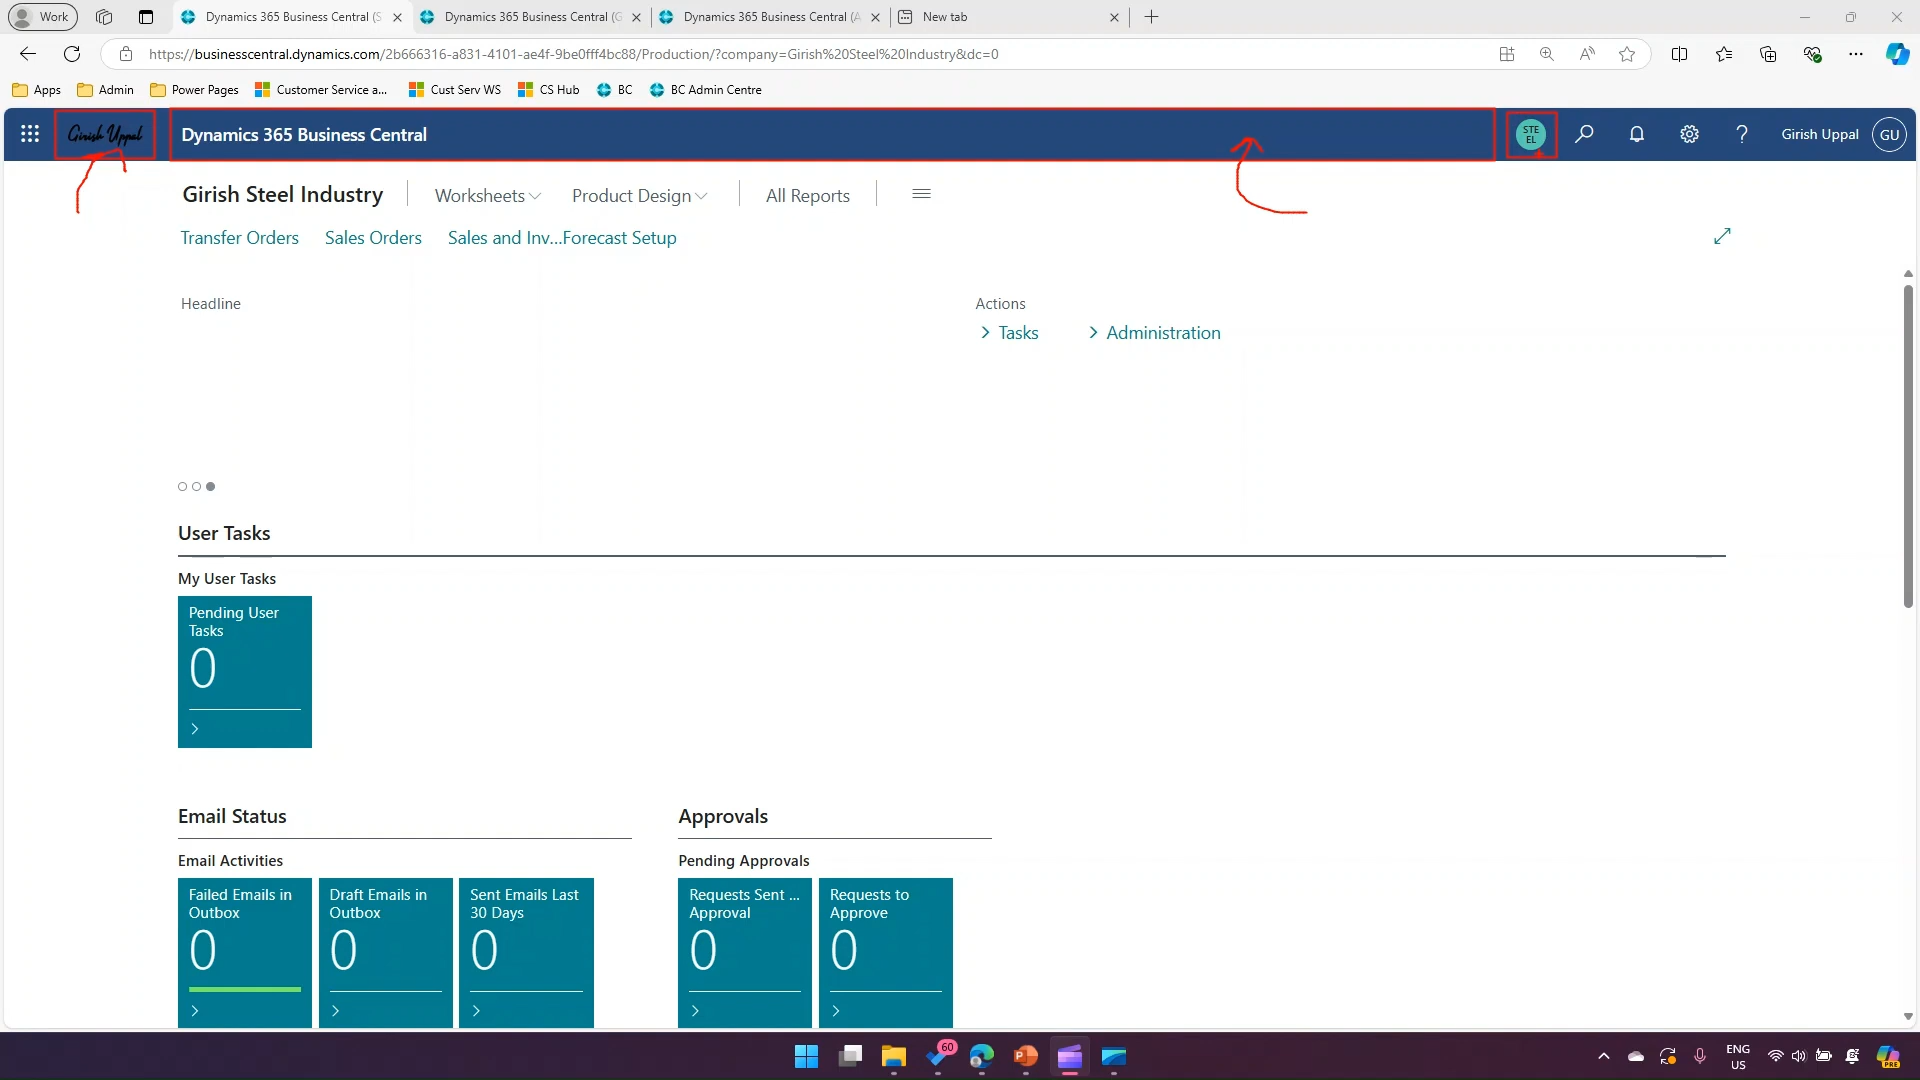 Work
Dynamics 365 Business Central (S
Dynamics 365 Business Central (G
Dynamics 365 Business Central (A
New tab
https://businesscentral.dynamics.com/2b666316-a831-4101-ae4f-9be0fff4bc88/Production/?company=Girish%20Steel%20Industry&dc=0
Apps
Admin
Power Pages
Customer Service a...
Cust Serv WS
CS Hub
BC
BC Admin Centre
Girish Uppal
Dynamics 365 Business Central
STE
EL
Girish Uppal
GU
Girish Steel Industry
Worksheets
Product Design
All Reports
Transfer Orders
Sales Orders
Sales and Inv...Forecast Setup
Headline
Actions
> Tasks
> Administration
User Tasks
My User Tasks
Pending User
Tasks
0
Email Status
Email Activities
Failed Emails in
Outbox
0
Draft Emails in
Outbox
0
Sent Emails Last
30 Days
0
Approvals
Pending Approvals
Requests Sent ...
Approval
0
Requests to
Approve
0
60
ENG
US
PRE